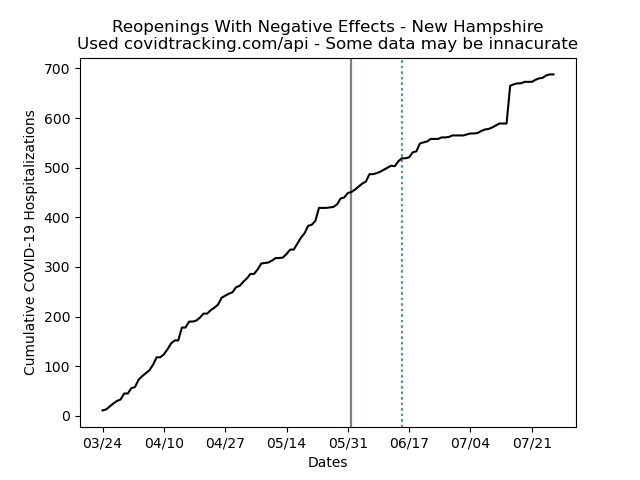 Reopenings With Negative Effects - New Hampshire
Used covidtracking.com/api - Some data may be innacurate
Cumulative COVID-19 Hospitalizations
700
600
500
400
300
200
100
0
03/24 04/10 04/27 05/14 05/31 06/17 07/04 07/21
Dates